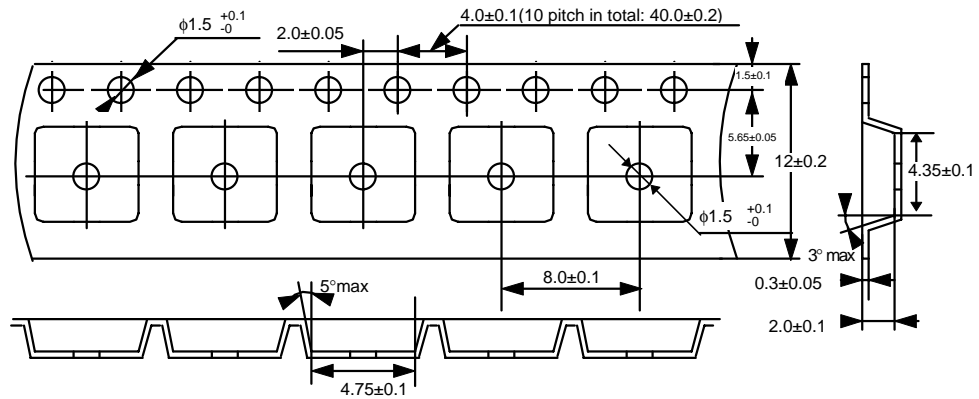 4.0±0.1(10 pitch in total: 40.0±0.2)
ϕ1.5 +0.1 -0
2.0±0.05
1.5±0.1
5.65±0.05
12±0.2
4.35±0.1
ϕ1.5 +0.1 -0
3° max
8.0±0.1
0.3±0.05
5°max
2.0±0.1
4.75±0.1